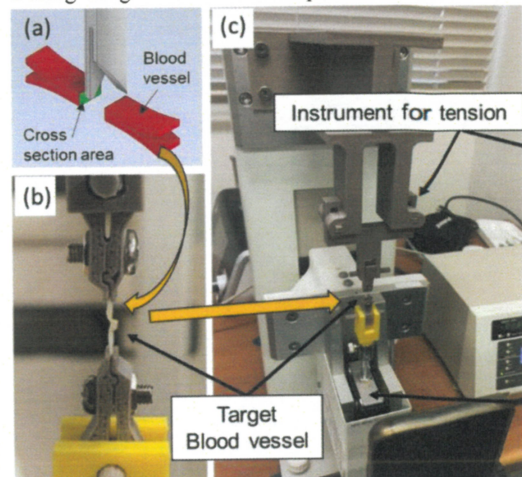 (a)
Blood
vessel
Cross
section area
(b)
(c)
Instrument for tension
Target
Blood vessel